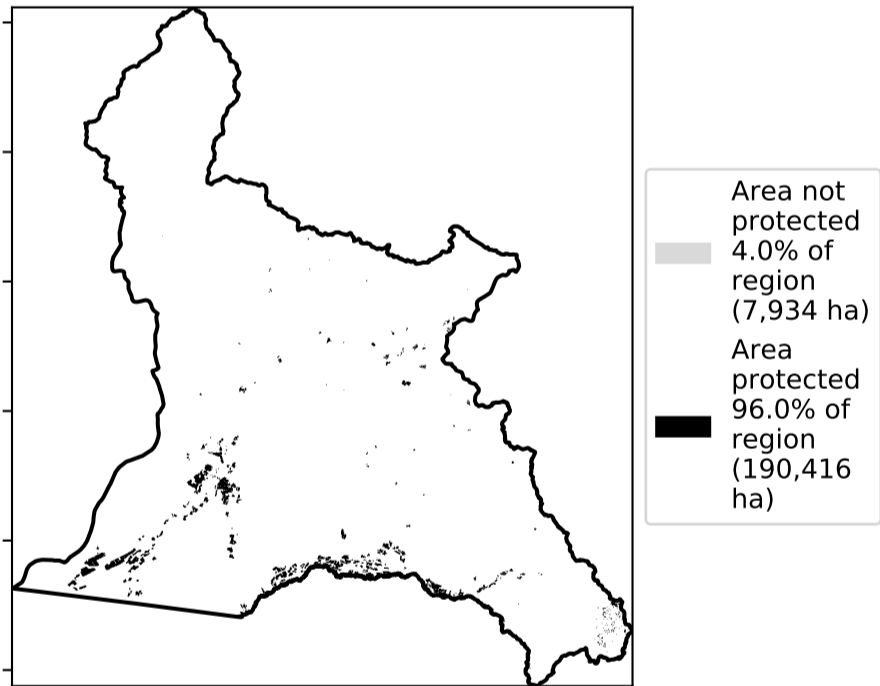 Area not
protected
4.0% of
region
(7,934 ha)
Area
protected
96.0% of
region
(190,416
ha)